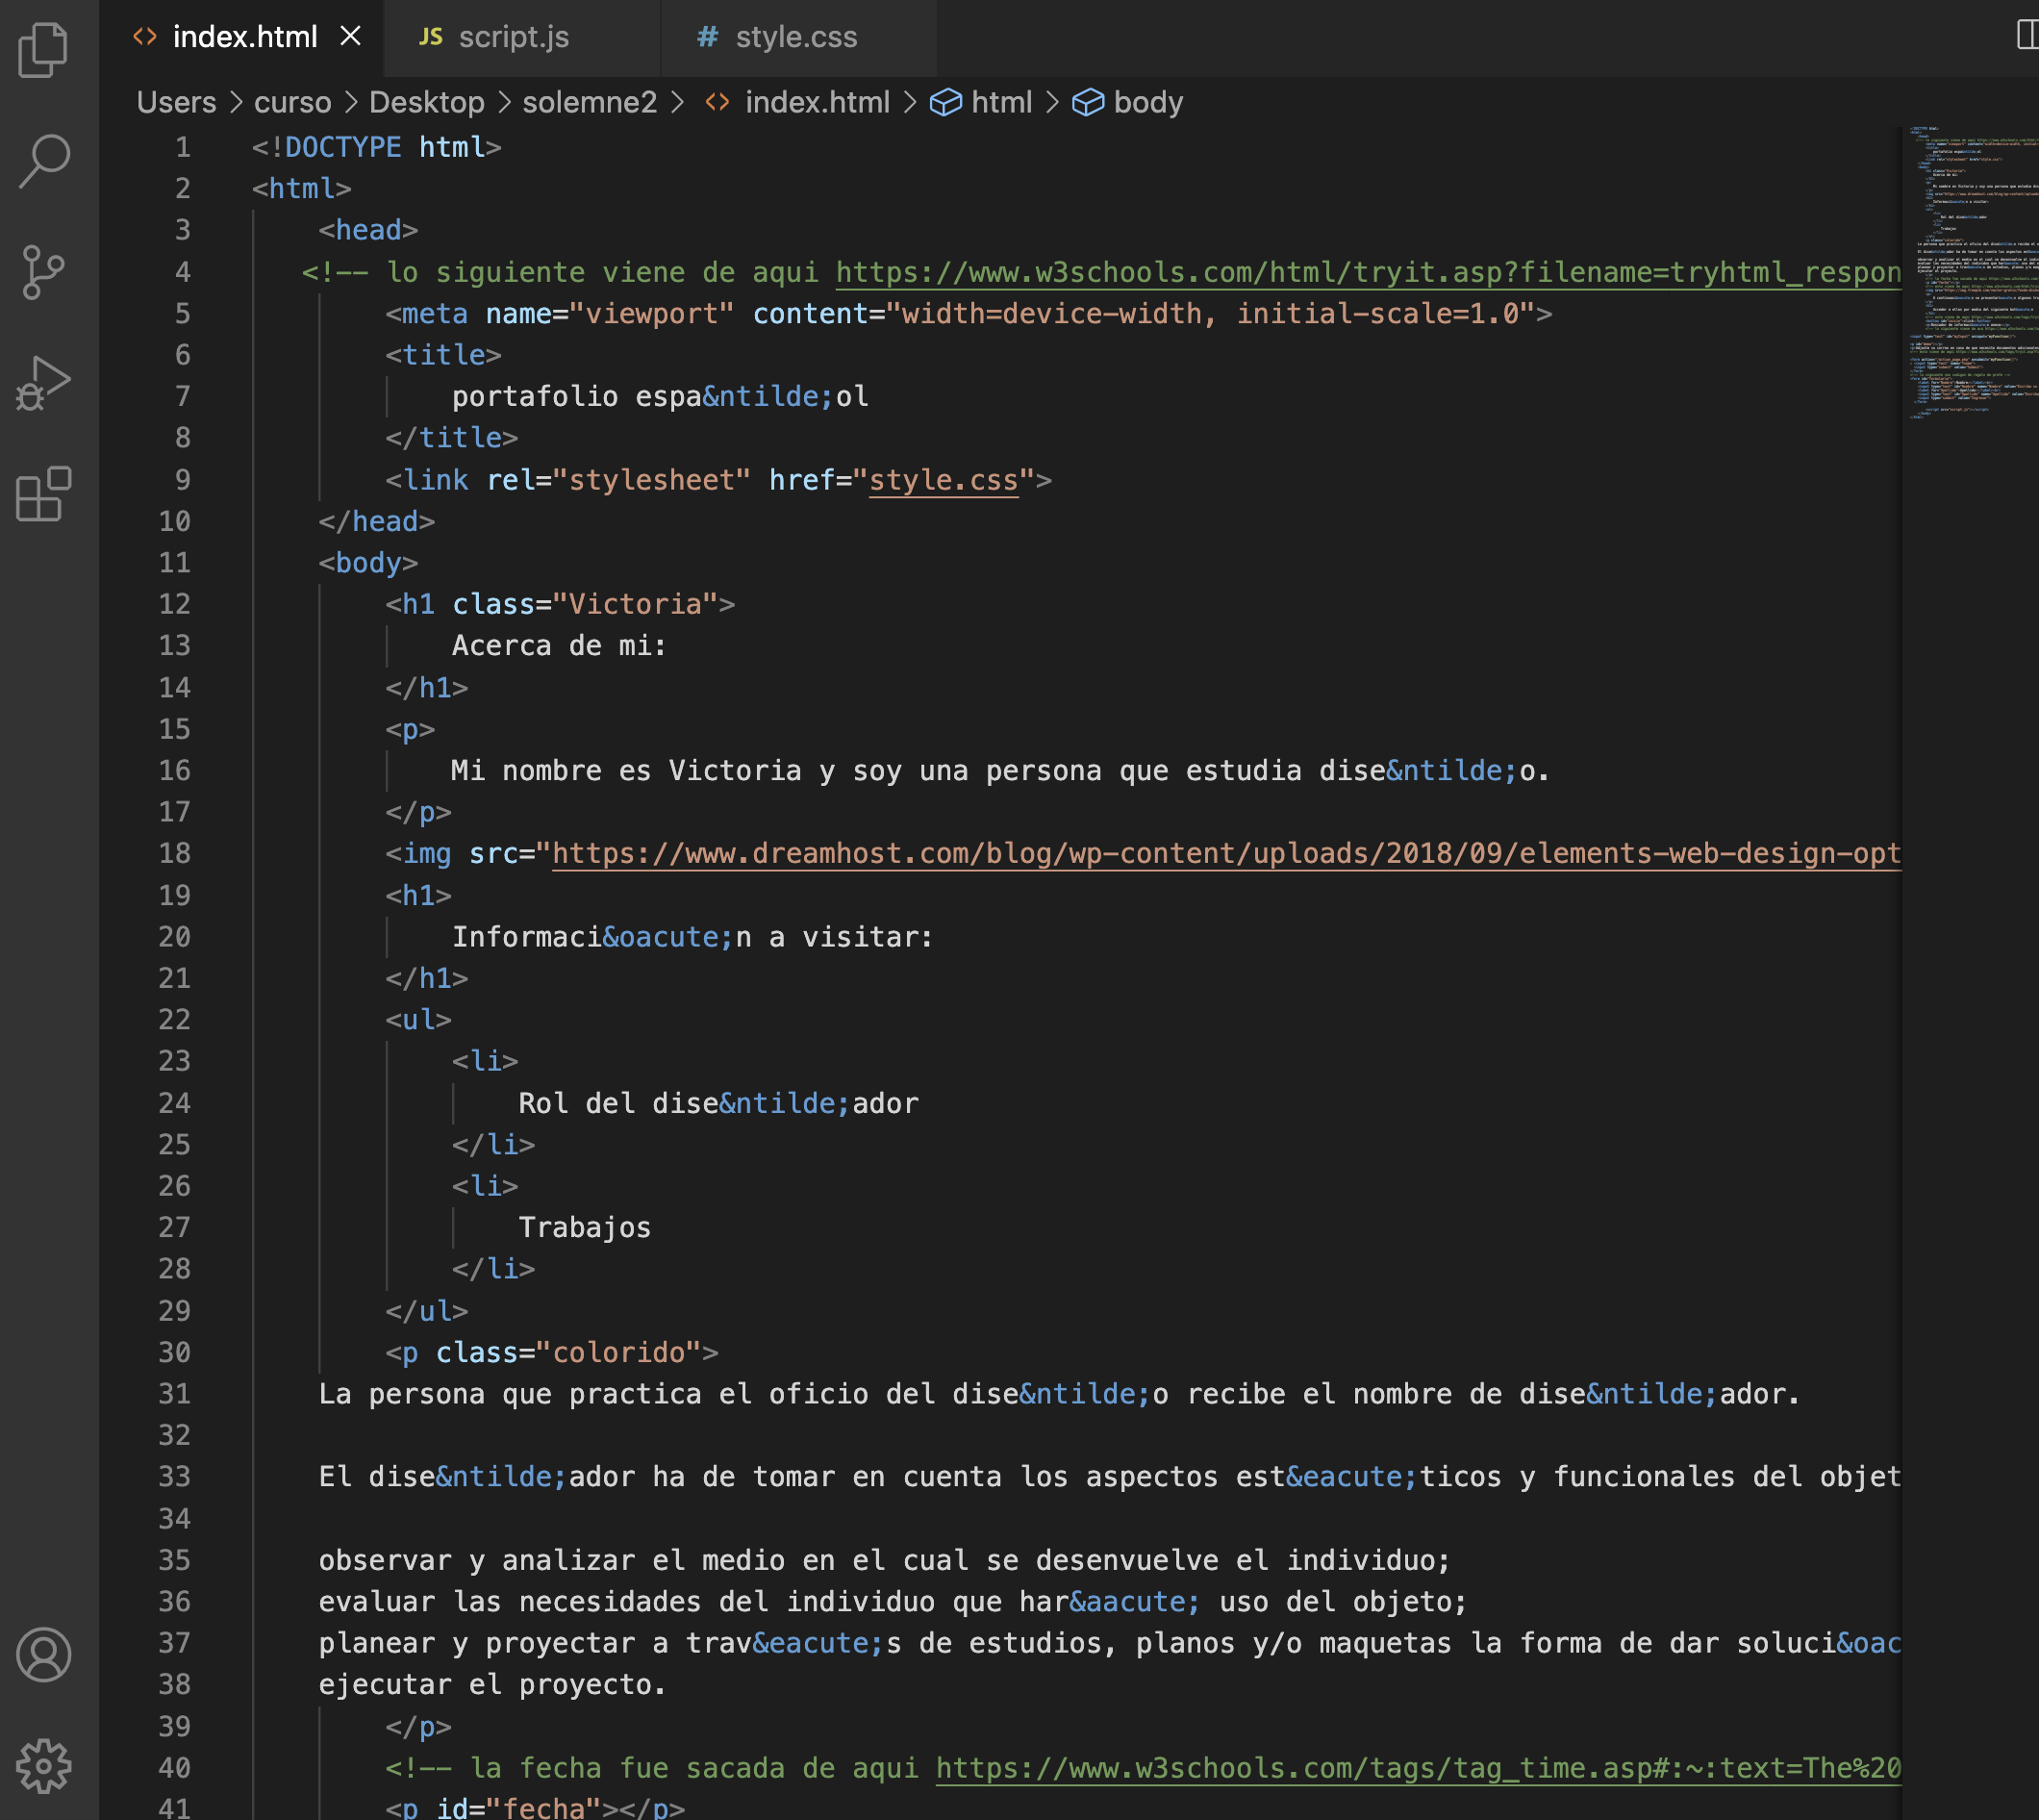 index.html
JS script.js
# style.css
Users > curso > Desktop > solemne2 > <> index.html > html > body
1 <!DOCTYPE html>
2 <html>
3 <head>
4 <!-- lo siguiente viene de aqui https://www.w3schools.com/html/tryit.asp?filename=tryhtml_respon
5 <meta name="viewport" content="width=device-width, initial-scale=1.0">
6 <title>
7 portafolio espa&ntilde;ol
8 </title>
9 <link rel="stylesheet" href="style.css">
10 </head>
11 <body>
12 <h1 class="Victoria">
13 Acerca de mi:
14 </h1>
15 <p>
16 Mi nombre es Victoria y soy una persona que estudia dise&ntilde;o.
17 </p>
18 <img src="https://www.dreamhost.com/blog/wp-content/uploads/2018/09/elements-web-design-opt
19 <h1>
20 Informaci&oacute;n a visitar:
21 </h1>
22 <ul>
23 <li>
24 Rol del dise&ntilde;ador
25 </li>
26 <li>
27 Trabajos
28 </li>
29 </ul>
30 <p class="colorido">
31 La persona que practica el oficio del dise&ntilde;o recibe el nombre de dise&ntilde;ador.
32
33 El dise&ntilde;ador ha de tomar en cuenta los aspectos est&eacute;ticos y funcionales del objet
34
35 observar y analizar el medio en el cual se desenvuelve el individuo;
36 evaluar las necesidades del individuo que har&aacute; uso del objeto;
37 planear y proyectar a trav&eacute;s de estudios, planos y/o maquetas la forma de dar soluci&oac
38 ejecutar el proyecto.
39 </p>
40 <!-- la fecha fue sacada de aqui https://www.w3schools.com/tags/tag_time.asp#:~:text=The%20
41 <p id="fecha"></p>